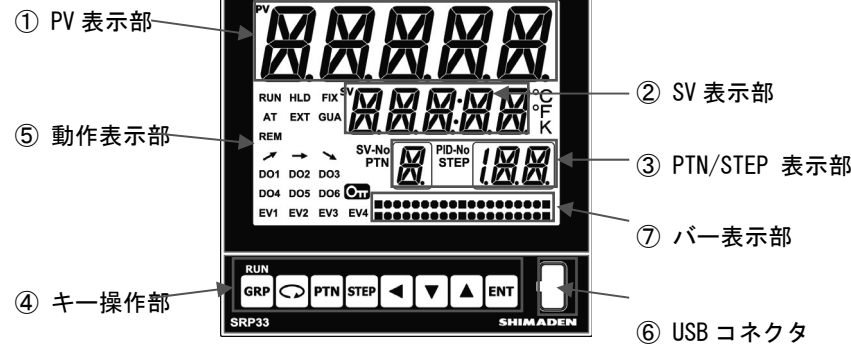 ① PV 表示部
PV
SV
℃
℉
K
② SV 表示部
RUN HLD FIX
AT EXT GUA
REM
⑤ 動作表示部
SV-No
PTN
PID-No
STEP
③ PTN/STEP 表示部
DO1 DO2 DO3
DO4 DO5 DO6
EV1 EV2 EV3 EV4
⑦ バー表示部
RUN
GRP PTN STEP ◀ ▼ ▲ ENT
④ キー操作部
SRP33
SHIMADEN
⑥ USB コネクタ